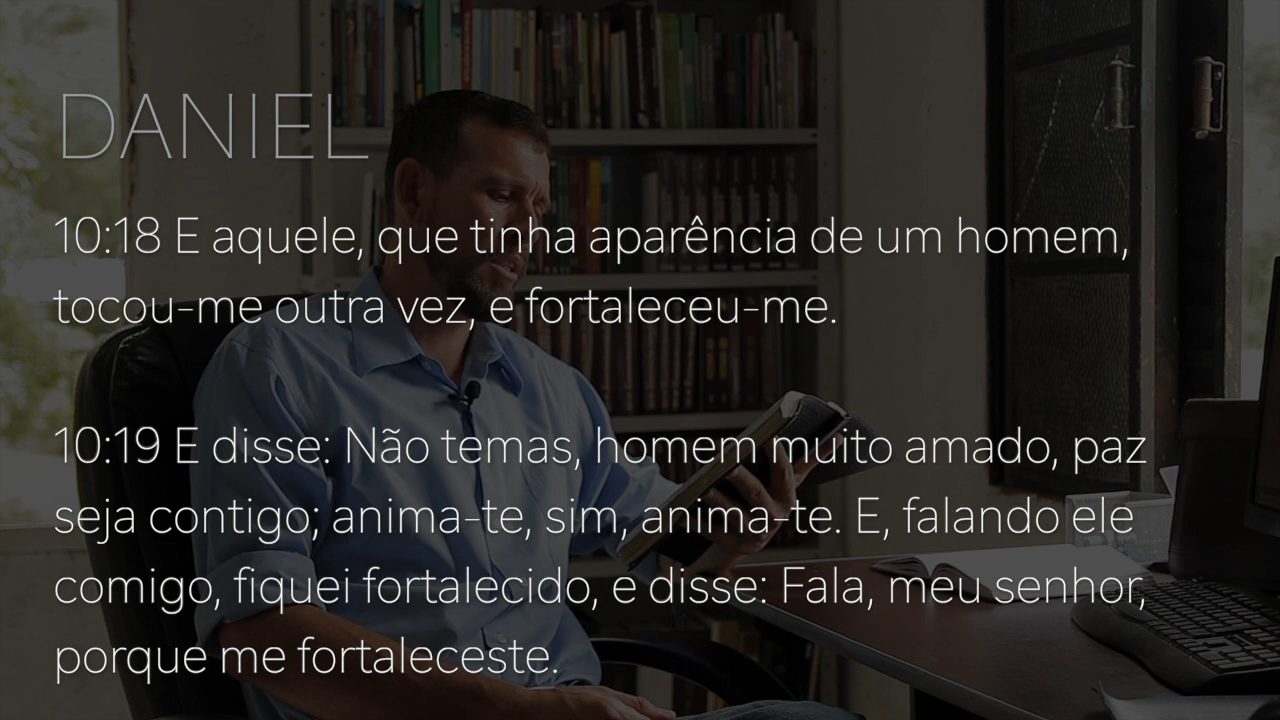 DANIEL
10:18 E aquele, que tinha aparência de um homem,
tocou-me outra vez, e fortaleceu-me.
10:19 E disse: Não temas, homem muito amado, paz
seja contigo; anima-te, sim, anima-te. E, falando ele
comigo, fiquei fortalecido, e disse: Fala, meu senhor,
porque me fortaleceste.